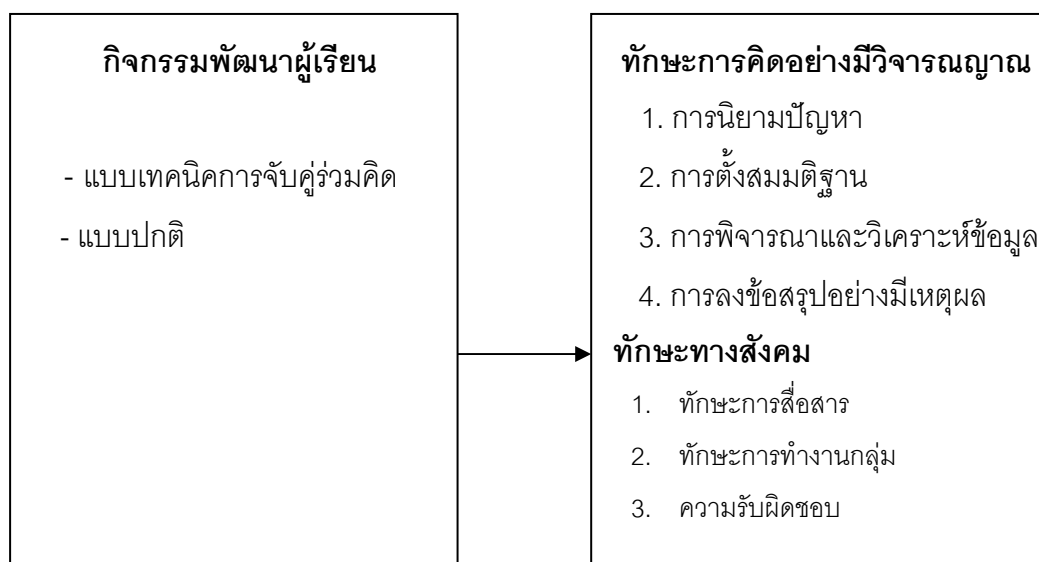 กิจกรรมพัฒนาผู้เรียน
- แบบเทคนิคการจับคู่ร่วมคิด
- แบบปกติ
ทักษะการคิดอย่างมีวิจารณญาณ
1. การนิยามปัญหา
2. การตั้งสมมติฐาน
3. การพิจารณาและวิเคราะห์ข้อมูล
4. การลงข้อสรุปอย่างมีเหตุผล
ทักษะทางสังคม
1. ทักษะการสื่อสาร
2. ทักษะการทำงานกลุ่ม
3. ความรับผิดชอบ